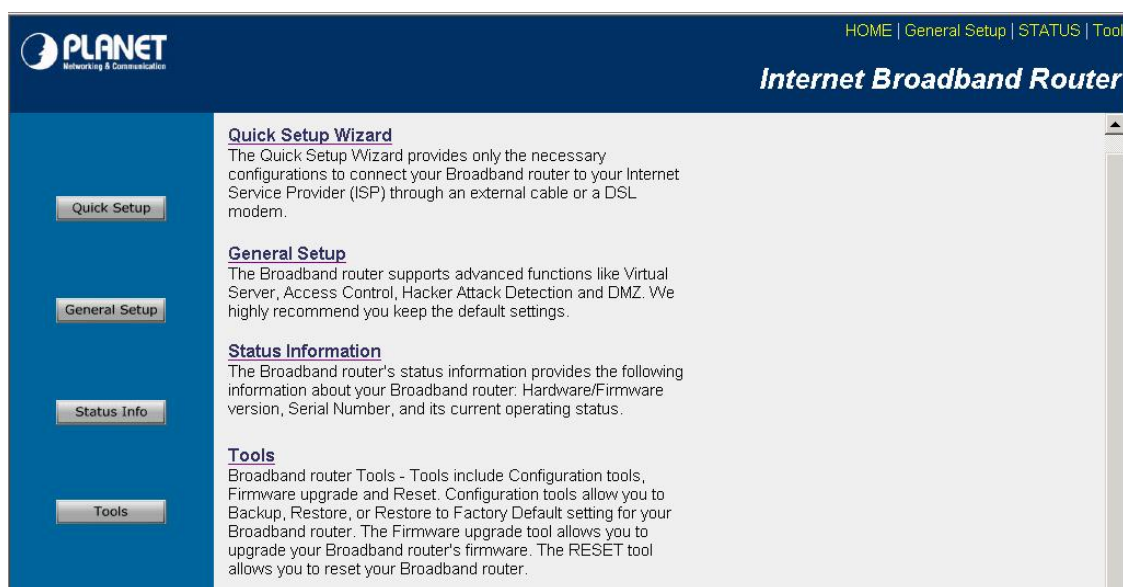 PLANET
Networking & Communication
HOME | General Setup | STATUS | Tool
Internet Broadband Router
Quick Setup
General Setup
Status Info
Tools
Quick Setup Wizard
The Quick Setup Wizard provides only the necessary
configurations to connect your Broadband router to your Internet
Service Provider (ISP) through an external cable or a DSL
modem.
General Setup
The Broadband router supports advanced functions like Virtual
Server, Access Control, Hacker Attack Detection and DMZ. We
highly recommend you keep the default settings.
Status Information
The Broadband router's status information provides the following
information about your Broadband router: Hardware/Firmware
version, Serial Number, and its current operating status.
Tools
Broadband router Tools - Tools include Configuration tools,
Firmware upgrade and Reset. Configuration tools allow you to
Backup, Restore, or Restore to Factory Default setting for your
Broadband router. The Firmware upgrade tool allows you to
upgrade your Broadband router's firmware. The RESET tool
allows you to reset your Broadband router.